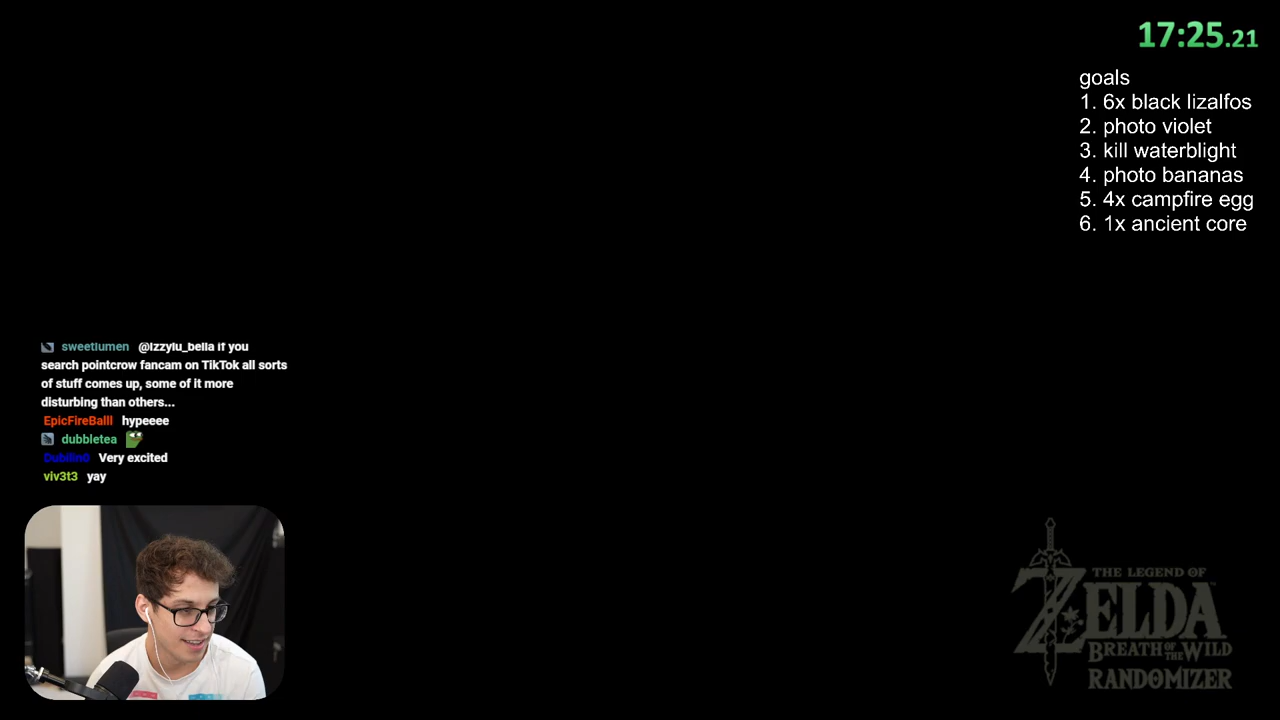 17:25.21
goals
1. 6x black lizalfos
2. photo violet
3. kill waterblight
4. photo bananas
5. 4x campfire egg
6. 1x ancient core
sweetlumen @izzylu_bella if you
search pointcrow fancam on TikTok all sorts
of stuff comes up, some of it more
disturbing than others...
EpicFireBalll hypeeee
dubbletea
Very excited
viv3t3 yay
THE LEGEND OF
ZELDA
BREATH OF THE WILD
RANDOMIZER